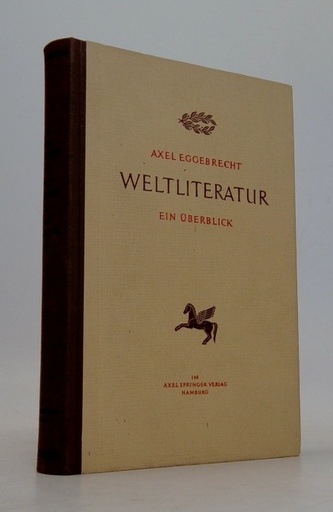 AXEL EGGEBRECHT
WELTLITERATUR
EIN ÜBERBLICK
IM
AXEL SPRINGER VERLAG
HAMBURG